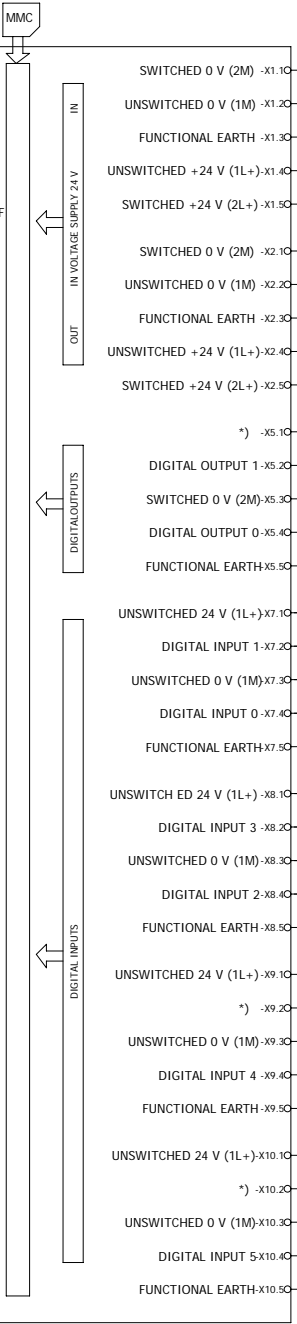 MMC
F
IN
IN VOLTAGE SUPPLY 24 V
OUT
SWITCHED 0 V (2M) -X1.1
UNSWITCHED 0 V (1M) -X1.2
FUNCTIONAL EARTH -X1.3
UNSWITCHED +24 V (1L+) -X1.4
SWITCHED +24 V (2L+) -X1.5
SWITCHED 0 V (2M) -X2.1
UNSWITCHED 0 V (1M) -X2.2
FUNCTIONAL EARTH -X2.3
UNSWITCHED +24 V (1L+) -X2.4
SWITCHED +24 V (2L+) -X2.5
DIGITALOUTPUTS
*) -X5.1
DIGITAL OUTPUT 1 -X5.2
SWITCHED 0 V (2M) -X5.3
DIGITAL OUTPUT 0 -X5.4
FUNCTIONAL EARTH -X5.5
DIGITAL INPUTS
UNSWITCHED 24 V (1L+) -X7.1
DIGITAL INPUT 1 -X7.2
UNSWITCHED 0 V (1M) -X7.3
DIGITAL INPUT 0 -X7.4
FUNCTIONAL EARTH -X7.5
UNSWITCH ED 24 V (1L+) -X8.1
DIGITAL INPUT 3 -X8.2
UNSWITCHED 0 V (1M) -X8.3
DIGITAL INPUT 2 -X8.4
FUNCTIONAL EARTH -X8.5
UNSWITCHED 24 V (1L+) -X9.1
*) -X9.2
UNSWITCHED 0 V (1M) -X9.3
DIGITAL INPUT 4 -X9.4
FUNCTIONAL EARTH -X9.5
UNSWITCHED 24 V (1L+) -X10.1
*) -X10.2
UNSWITCHED 0 V (1M) -X10.3
DIGITAL INPUT 5 -X10.4
FUNCTIONAL EARTH -X10.5